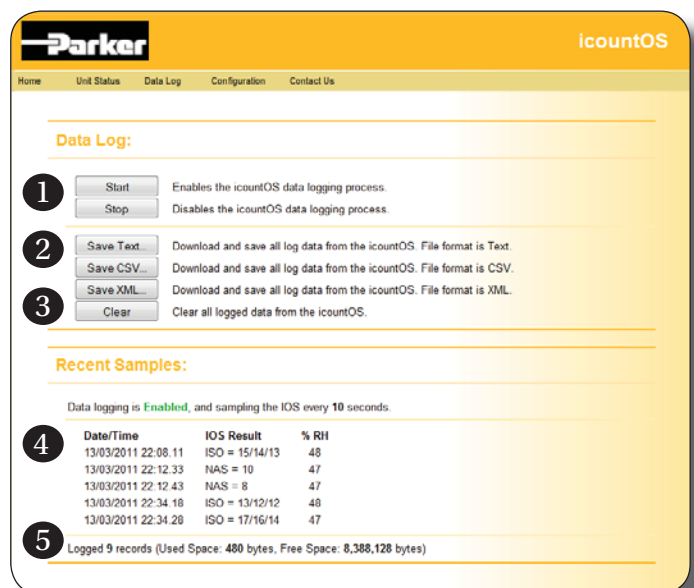 Parker
icountOS
Home Unit Status Data Log Configuration Contact Us
Data Log:
1
Start Enables the icountOS data logging process.
Stop Disables the icountOS data logging process.
2
Save Text... Download and save all log data from the icountOS. File format is Text.
Save CSV... Download and save all log data from the icountOS. File format is CSV.
Save XML... Download and save all log data from the icountOS. File format is XML.
3
Clear Clear all logged data from the icountOS.
Recent Samples:
Data logging is Enabled, and sampling the IOS every 10 seconds.
4
Date/Time IOS Result % RH
13/03/2011 22:08.11 ISO = 15/14/13 48
13/03/2011 22:12.33 NAS = 10 47
13/03/2011 22:12.43 NAS = 8 47
13/03/2011 22:34.18 ISO = 13/12/12 48
13/03/2011 22:34.28 ISO = 17/16/14 47
5
Logged 9 records (Used Space: 480 bytes, Free Space: 8,388,128 bytes)